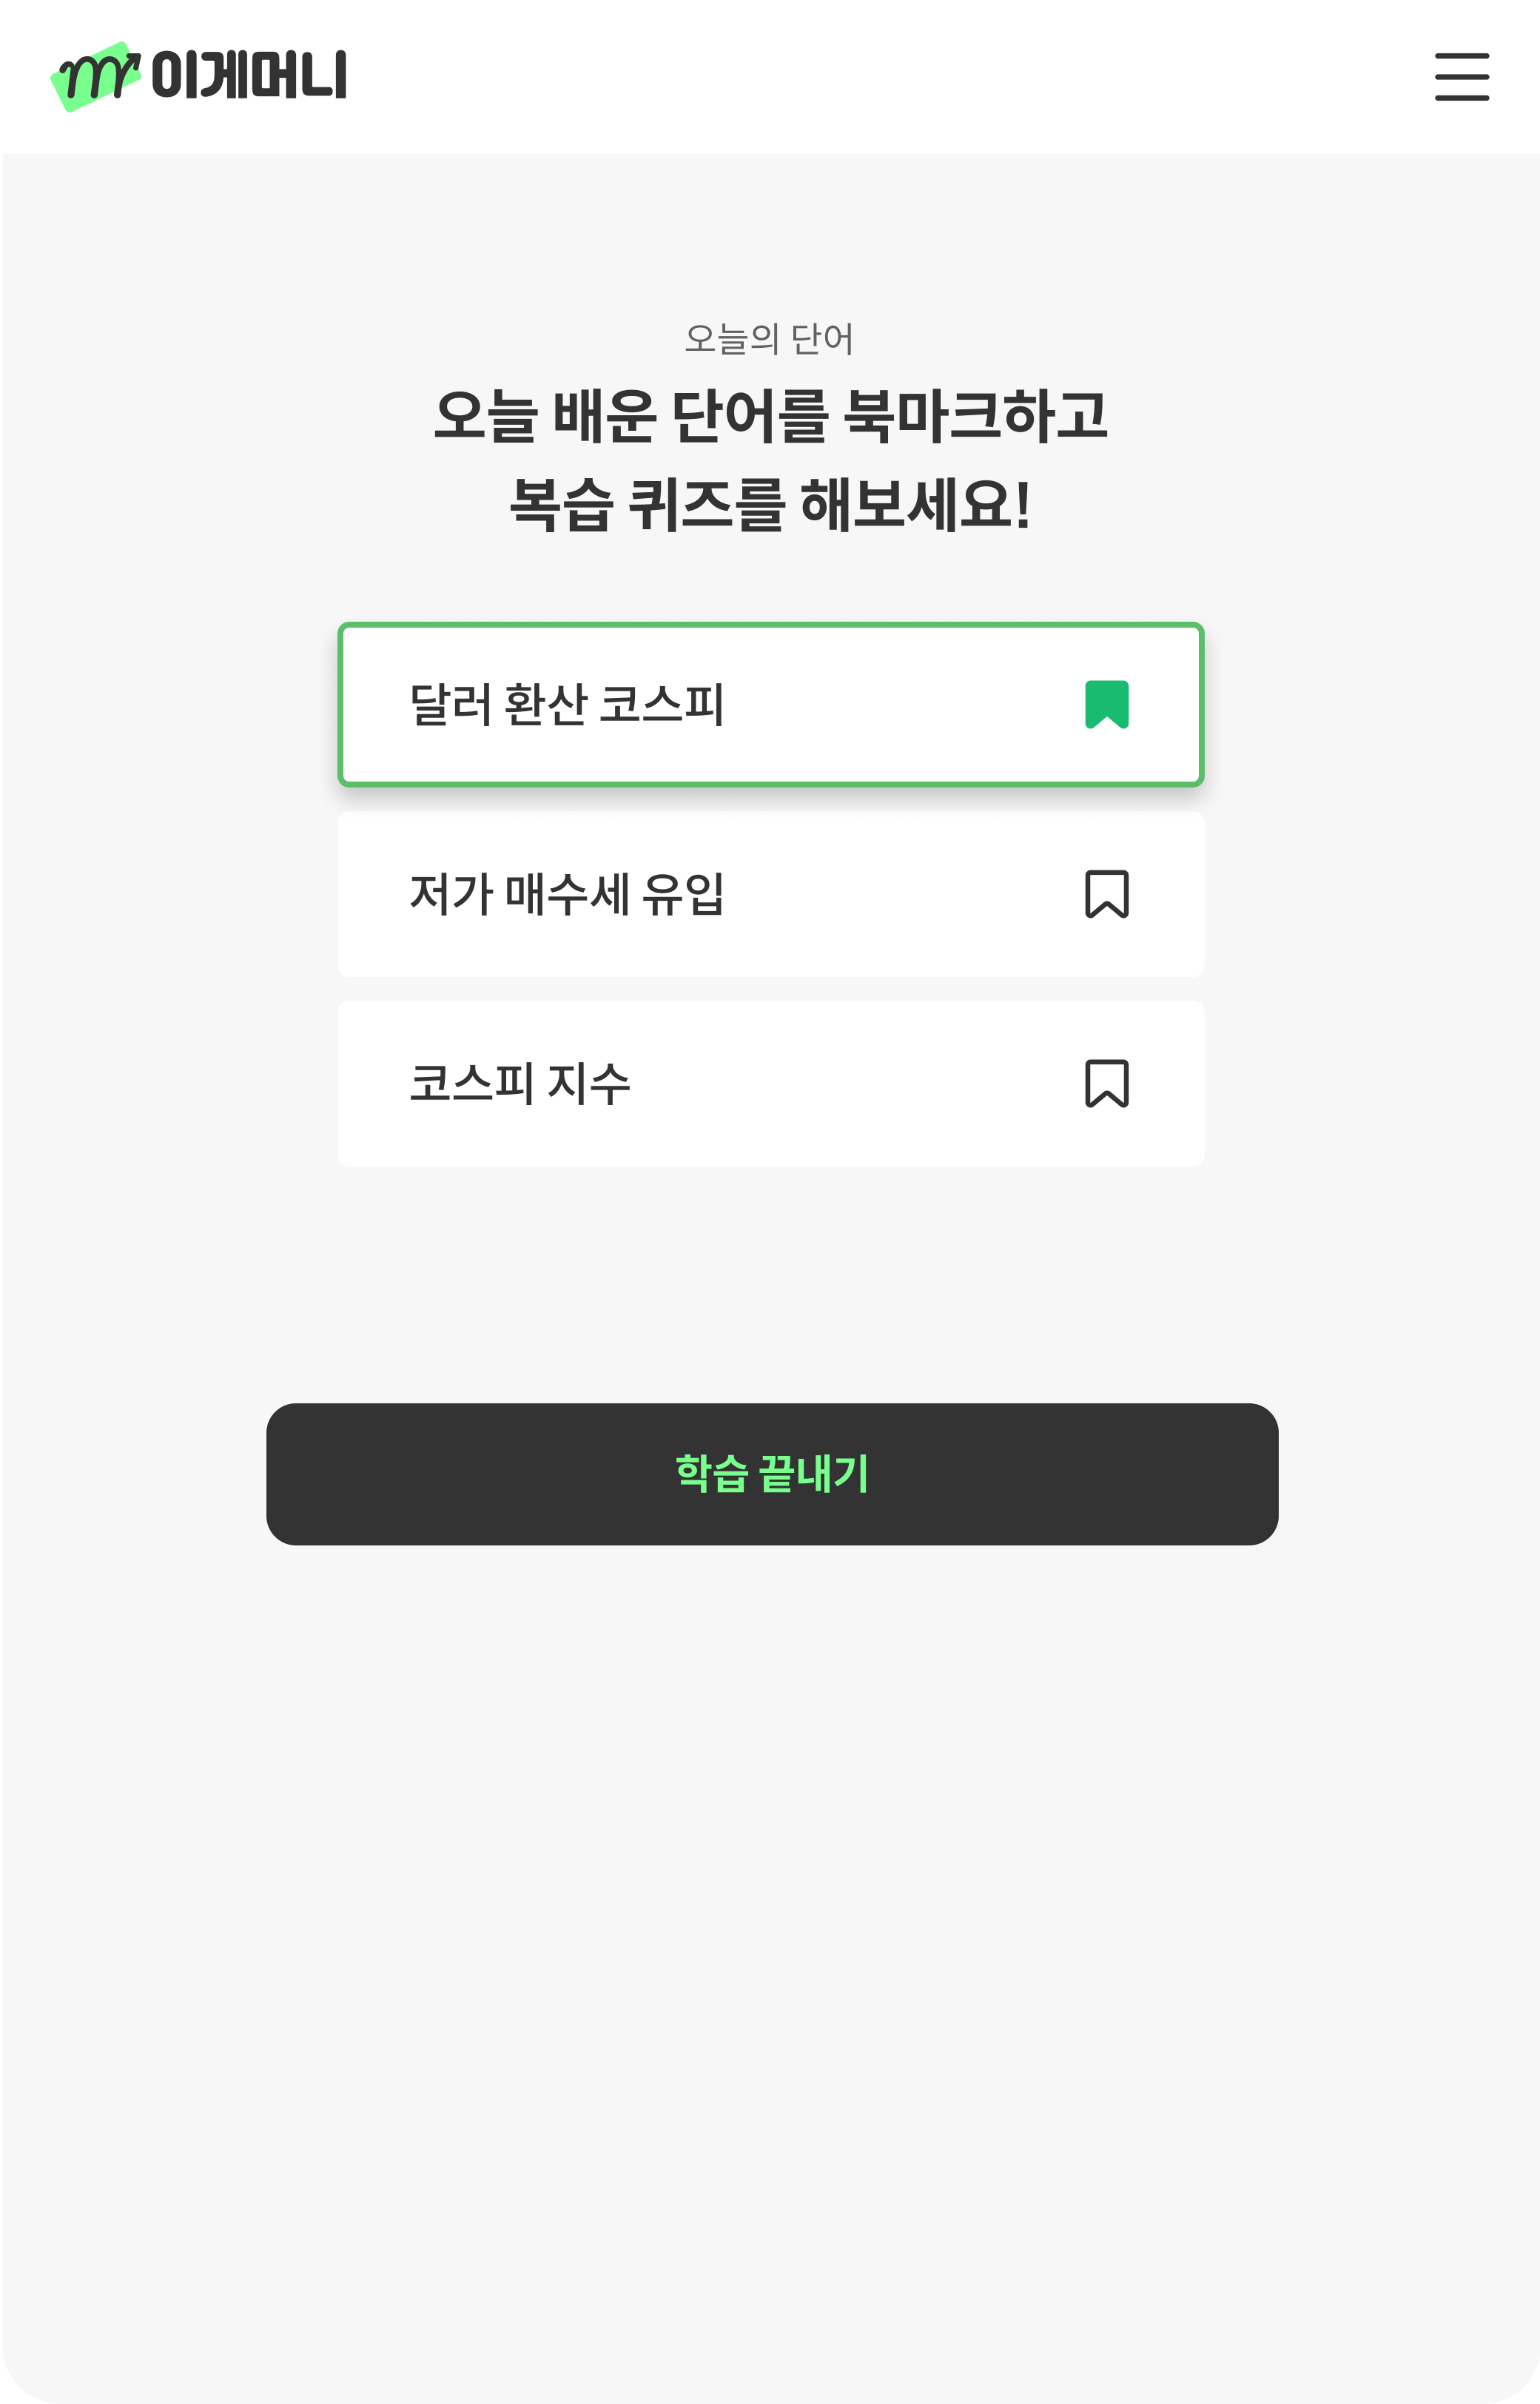 이게머니
오늘의 단어
오늘 배운 단어를 북마크하고
복습 퀴즈를 해보세요!
달러 환산 코스피
저가 매수세 유입
코스피 지수
학습 끝내기